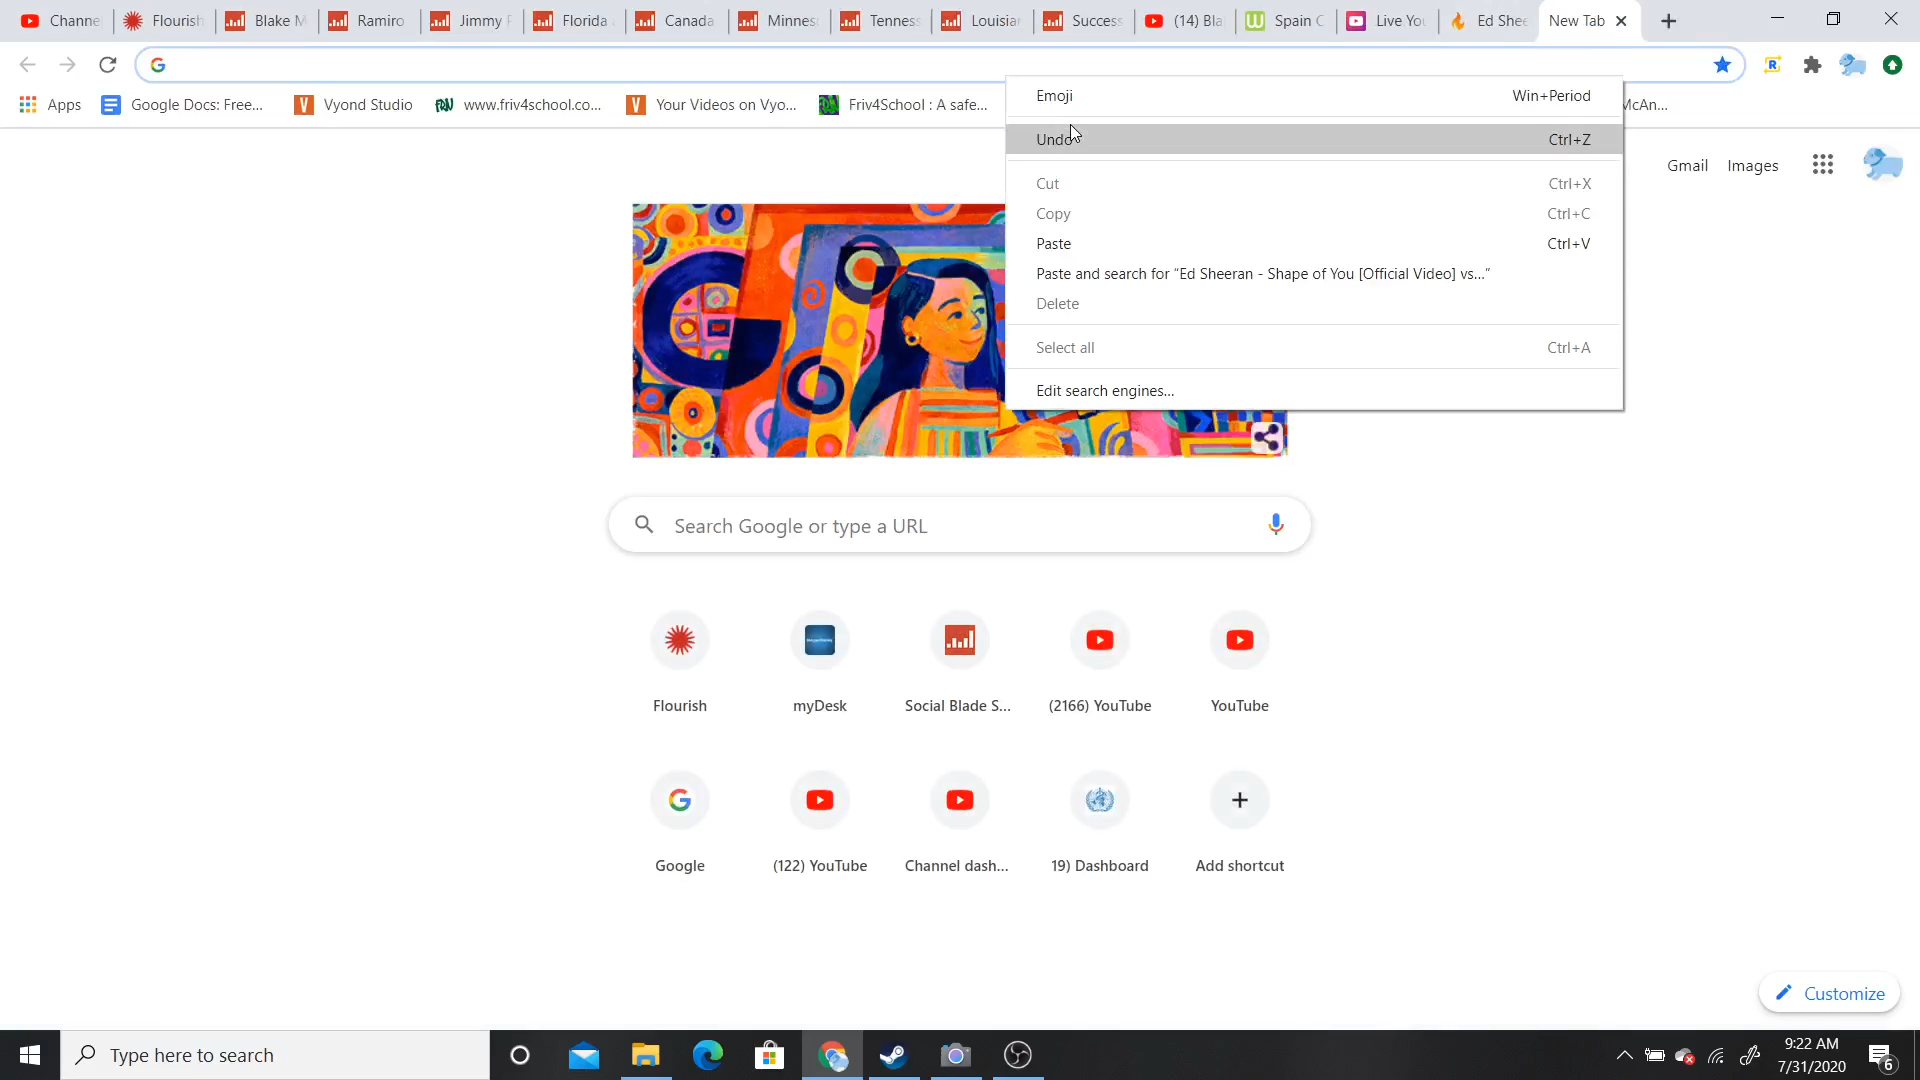 Channe
Flourish
Blake M
Ramiro
Jimmy F
Florida
Canada
Minnes
Tennes
Louisia
Success
(14) Bla
Spain C
Live You
Ed Shee
New Tab
Apps
Google Docs: Free...
Vyond Studio
www.friv4school.co...
Your Videos on Vyo...
Friv4School : A safe...
McAn...
Emoji Win+Period
Undo Ctrl+Z
Cut Ctrl+X
Copy Ctrl+C
Paste Ctrl+V
Paste and search for “Ed Sheeran - Shape of You [Official Video] vs...”
Delete
Select all Ctrl+A
Edit search engines...
Gmail Images
Search Google or type a URL
Flourish
myDesk
Social Blade S...
(2166) YouTube
YouTube
Google
(122) YouTube
Channel dash...
19) Dashboard
Add shortcut
Customize
Type here to search
9:22 AM
7/31/2020
6